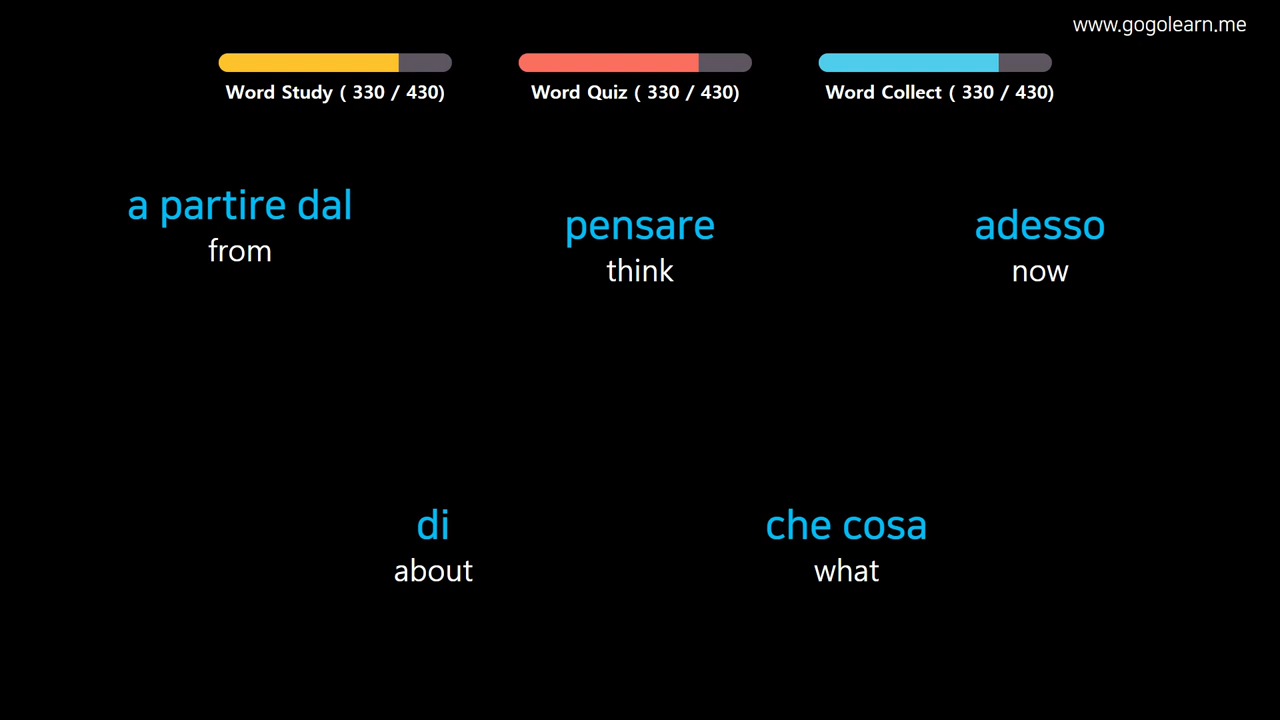 www.gogolearn.me
Word Study ( 330 / 430)
Word Quiz ( 330 / 430)
Word Collect ( 330 / 430)
a partire dal
from
pensare
think
adesso
now
di
about
che cosa
what